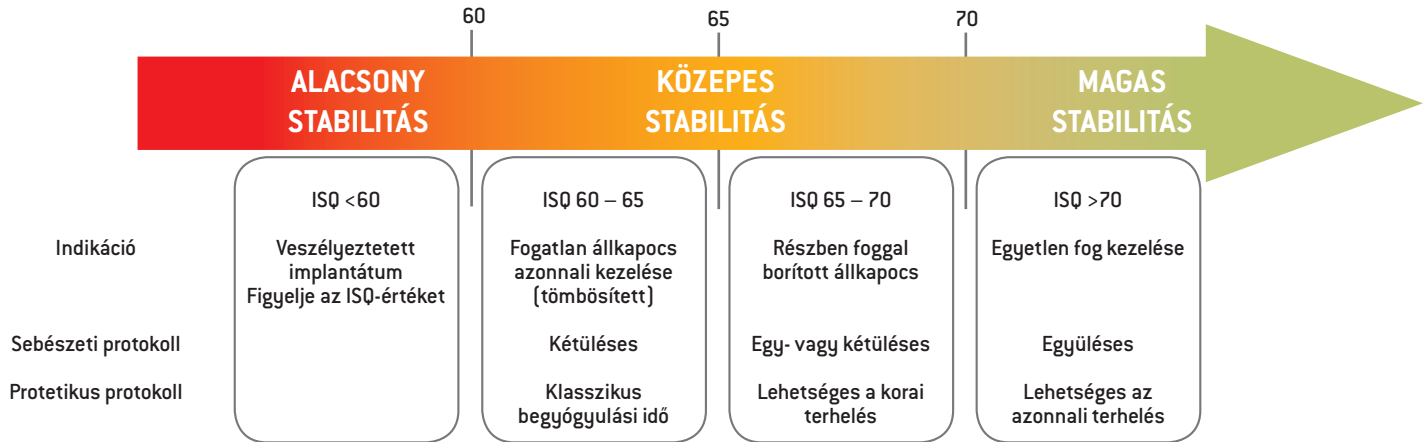 60
65
70
ALACSONY
STABILITÁS
KÖZEPES
STABILITÁS
MAGAS
STABILITÁS
ISQ <60
ISQ 60 – 65
ISQ 65 – 70
ISQ >70
Indikáció
Veszélyeztetett
implantátum
Figyelje az ISQ-értéket
Fogatlan állkapocs
azonnali kezelése
(tömbösített)
Részben foggal
borított állkapocs
Egyetlen fog kezelése
Sebészeti protokoll
Kétüléses
Egy- vagy kétüléses
Együléses
Protetikus protokoll
Klasszikus
begyógyulási idő
Lehetséges a korai
terhelés
Lehetséges az
azonnali terhelés